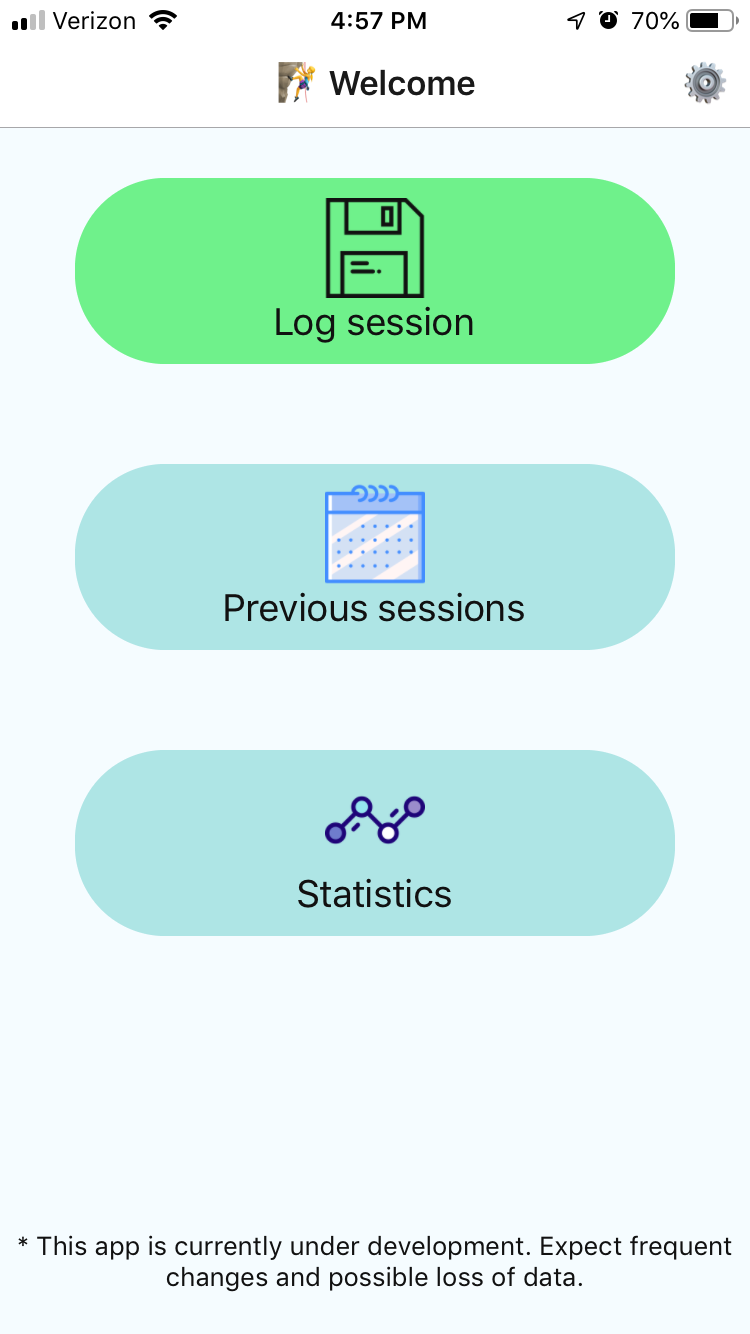 Verizon 4:57 PM 70%
Welcome
Log session
Previous sessions
Statistics
* This app is currently under development. Expect frequent
changes and possible loss of data.